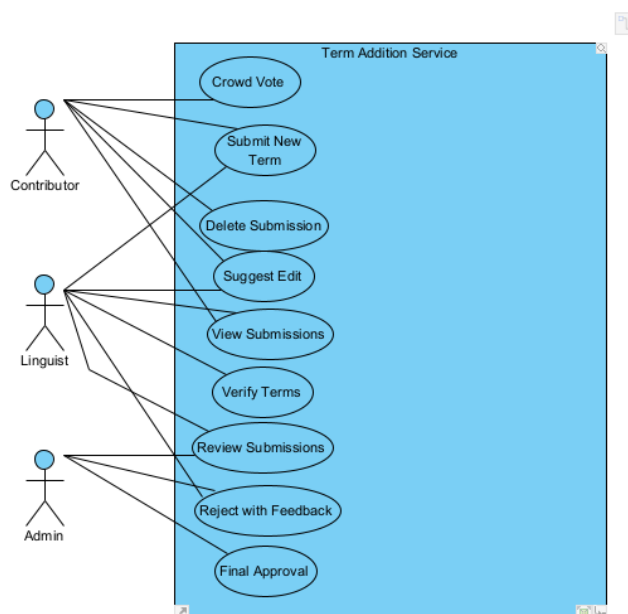 Term Addition Service
Crowd Vote
Submit New
Term
Contributor
Delete Submission
Suggest Edit
View Submissions
Linguist
Verify Terms
Review Submissions
Reject with Feedback
Admin
Final Approval